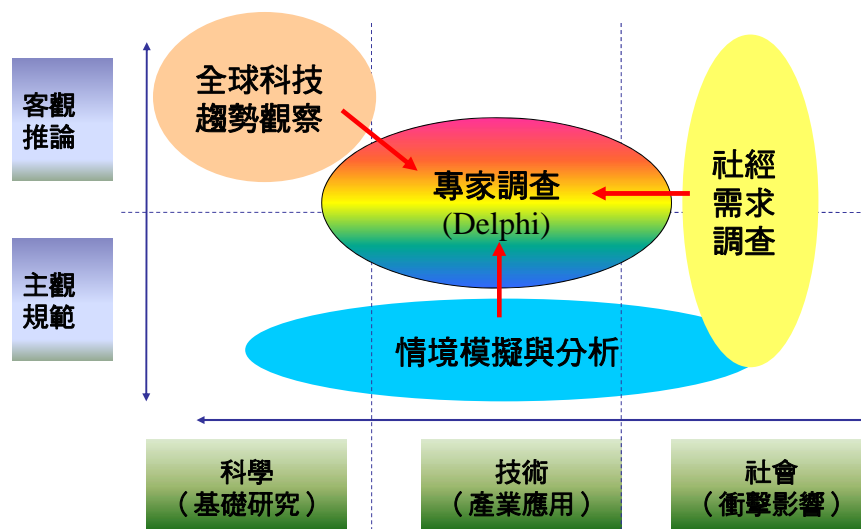 客觀
推論
全球科技
趨勢觀察
專家調查
(Delphi)
社經
需求
調查
主觀
規範
情境模擬與分析
科學
（基礎研究）
技術
（產業應用）
社會
（衝擊影響）